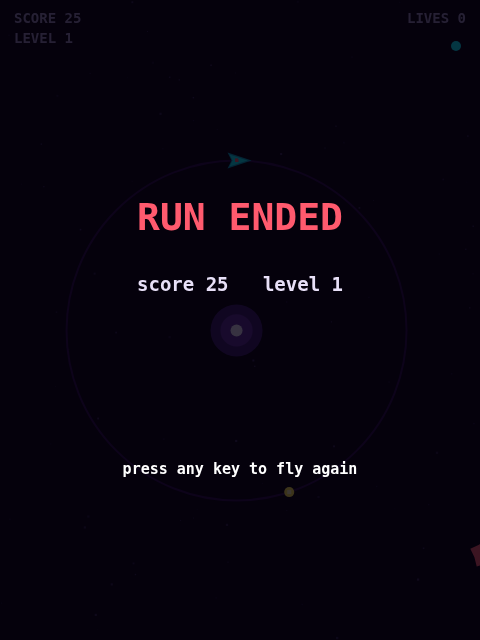 SCORE 25
LIVES 0
LEVEL 1
RUN ENDED
score 25   level 1
press any key to fly again